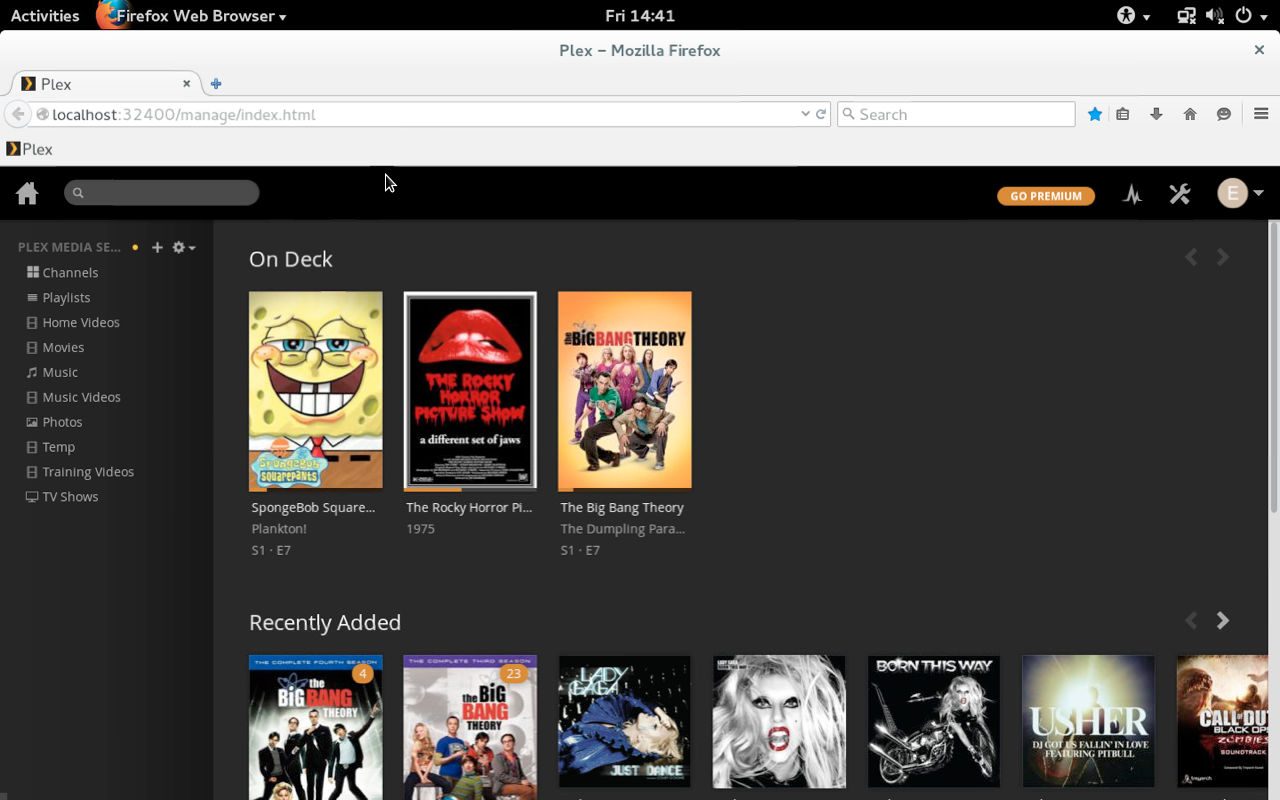 Activities Firefox Web Browser Fri 14:41
Plex – Mozilla Firefox
Plex
localhost:32400/manage/index.html Search
Plex
GO PREMIUM E
PLEX MEDIA SE...
Channels
Playlists
Home Videos
Movies
Music
Music Videos
Photos
Temp
Training Videos
TV Shows
On Deck
nickelodeon
SpongeBob
squarepants
THE ROCKY
HORROR
PICTURE SHOW
a different set of jaws
the BIG BANG THEORY
SpongeBob Square...
Plankton!
S1 · E7
The Rocky Horror Pi...
1975
The Big Bang Theory
The Dumpling Para...
S1 · E7
Recently Added
THE COMPLETE FOURTH SEASON
4
the
BIG BANG
THEORY
THE COMPLETE THIRD SEASON
23
the BIG
BANG
THEORY
LADY
GAGA
JUST DANCE
LADY GAGA
BORN THIS WAY
USHER
DJ GOT US FALLIN' IN LOVE
FEATURING PITBULL
CALL OF DUT
BLACK OPS
ZOMBIES
SOUNDTRACK
treyarch